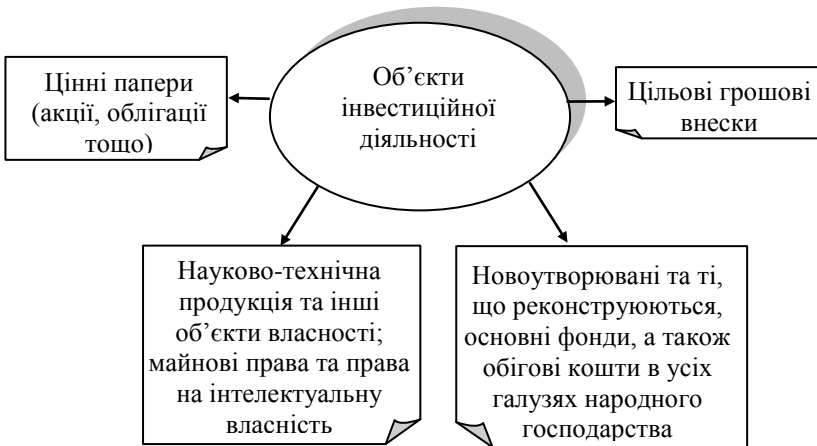 Об’єкти
інвестиційної
діяльності
Цінні папери
(акції, облігації
тощо)
Цільові грошові
внески
Науково-технічна
продукція та інші
об’єкти власності;
майнові права та права
на інтелектуальну
власність
Новоутворювані та ті,
що реконструюються,
основні фонди, а також
обігові кошти в усіх
галузях народного
господарства